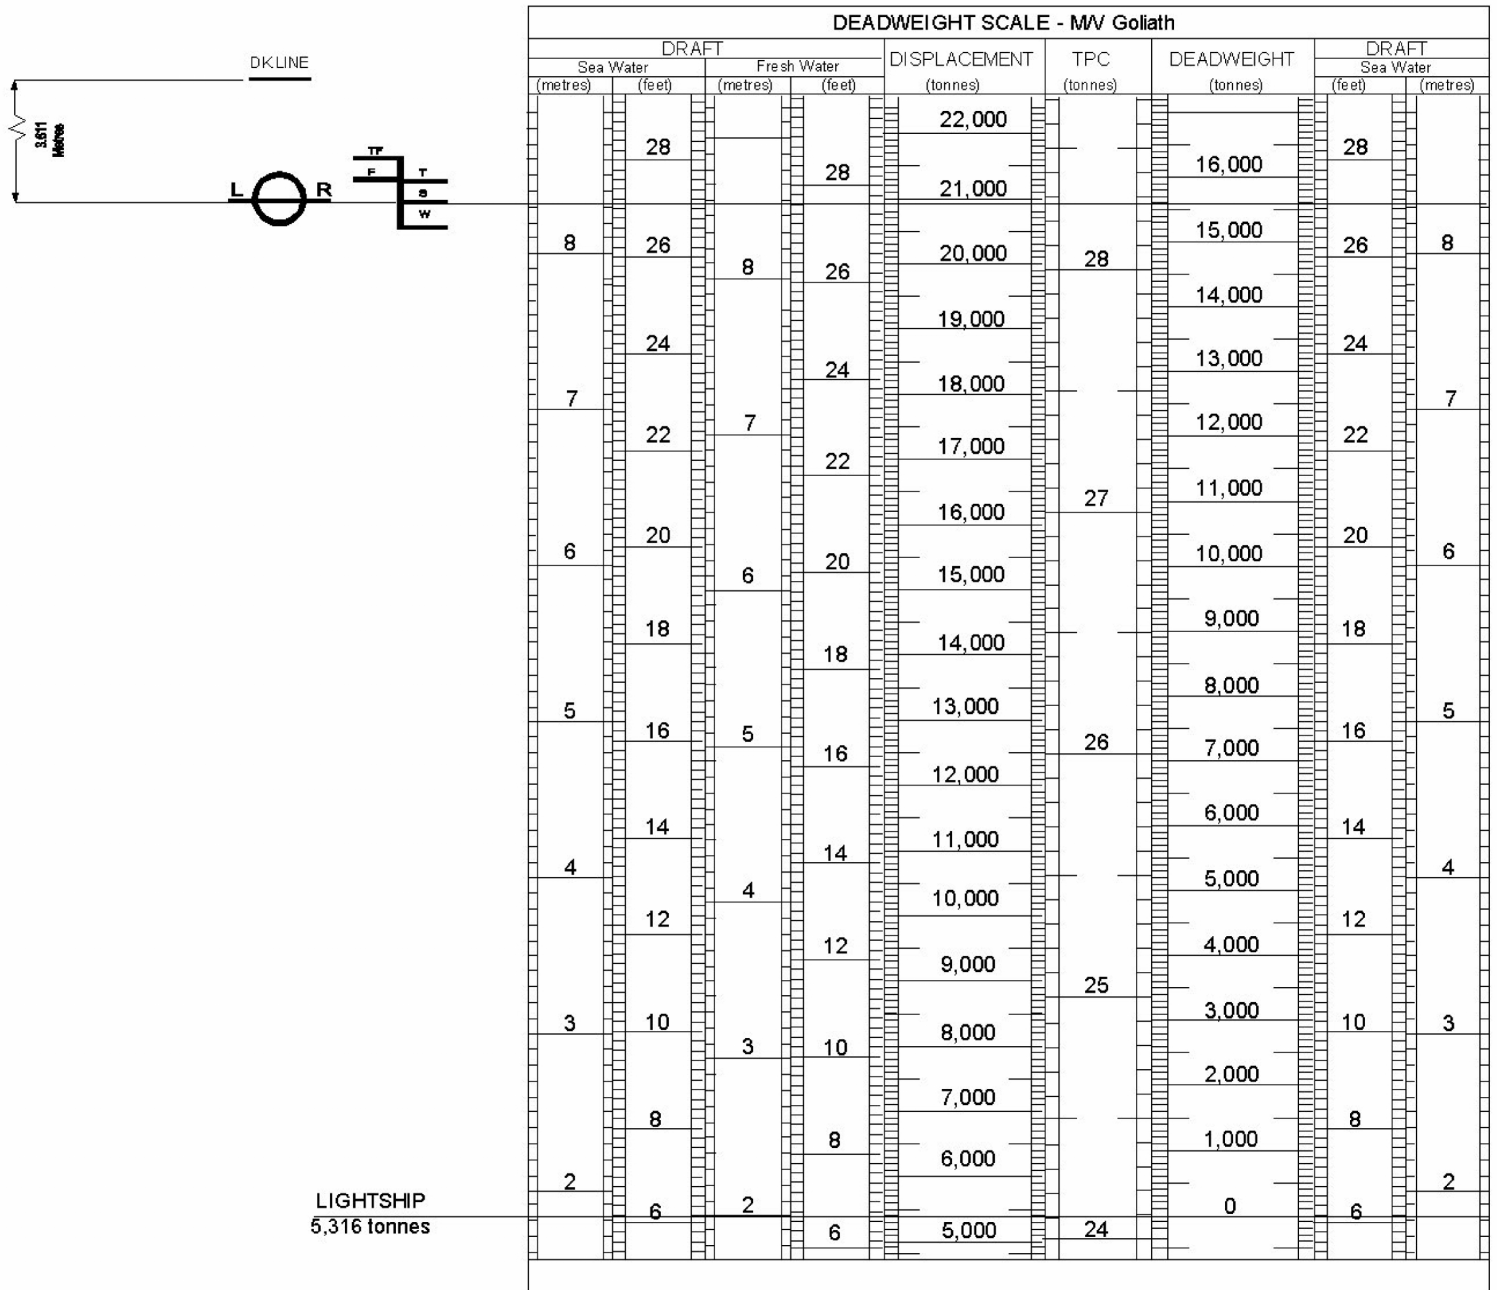 DEADWEIGHT SCALE - M/V Goliath
DRAFT DISPLACEMENT TPC DEADWEIGHT DRAFT
Sea Water Fresh Water Sea Water
(metres) (feet) (metres) (feet) (tonnes) (tonnes) (tonnes) (feet) (metres)
DK LINE
3.611
Metres
TF
F T
L R S
W
22,000
28 28
28 16,000
21,000
15,000
8 26 20,000 28 26 8
8 26
14,000
19,000
24 24
24 18,000 13,000
7 7
7 12,000
22 17,000 22
22
11,000
16,000 27
6 20 20 6
10,000
6 20 15,000
9,000
18 18
18 14,000
8,000
5 13,000 5
16 16
5 16 26 7,000
12,000
6,000
14 11,000 14
14
4 5,000 4
4 10,000
12 12
12 4,000
9,000
25
3 10 8,000 3,000 10 3
3 10
2,000
7,000
8 8
8 1,000
6,000
2 2
LIGHTSHIP
5,316 tonnes
6 2 0 6
6 5,000 24